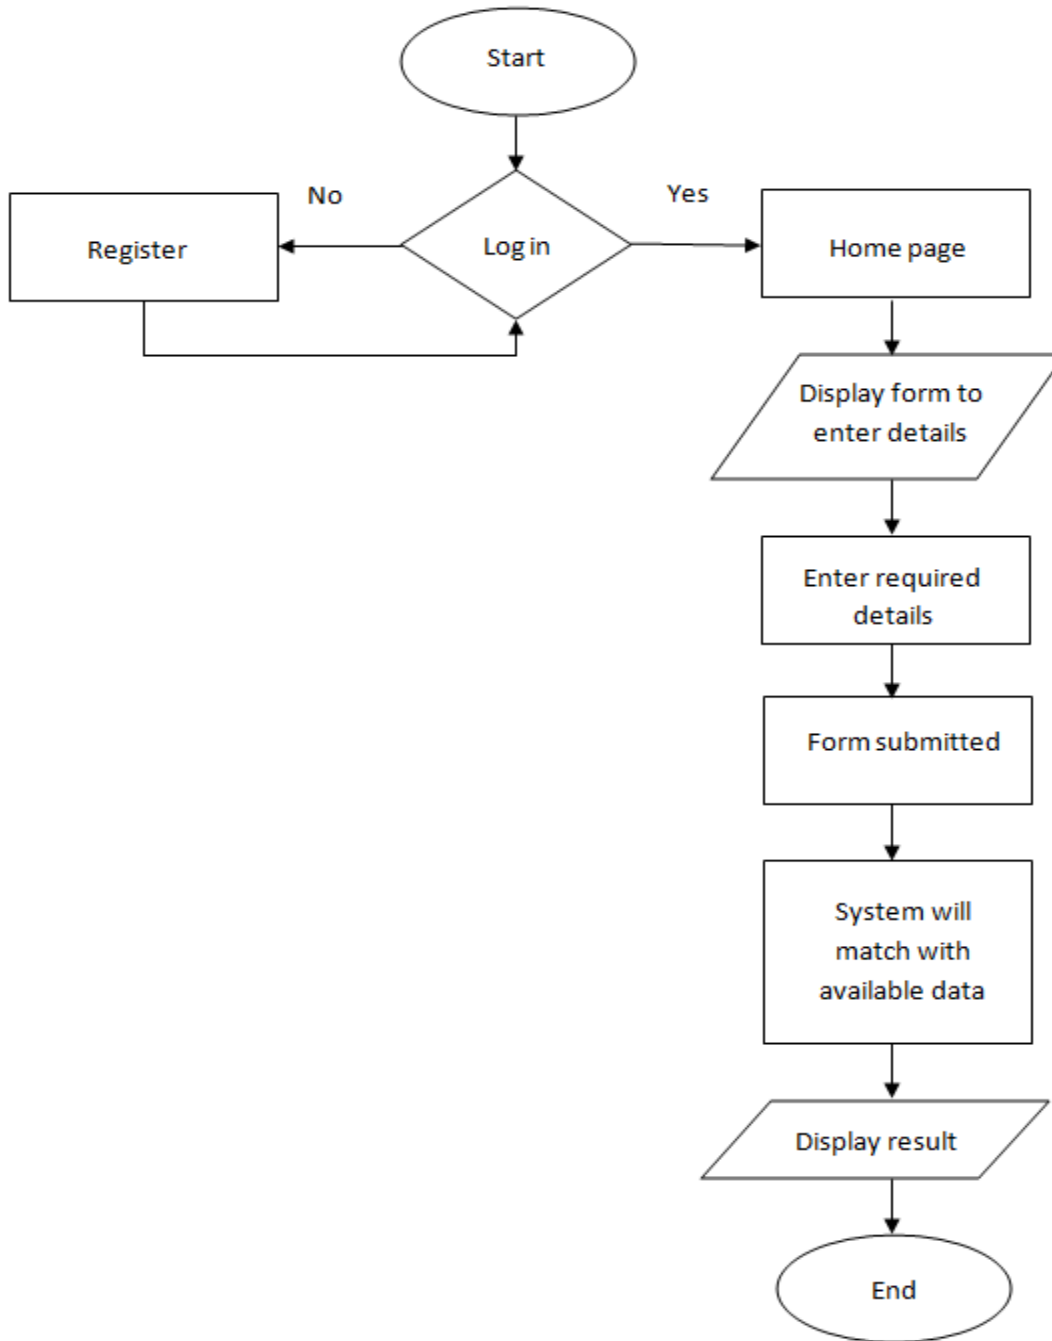 Start
No
Yes
Register
Log in
Home page
Display form to
enter details
Enter required
details
Form submitted
System will
match with
available data
Display result
End